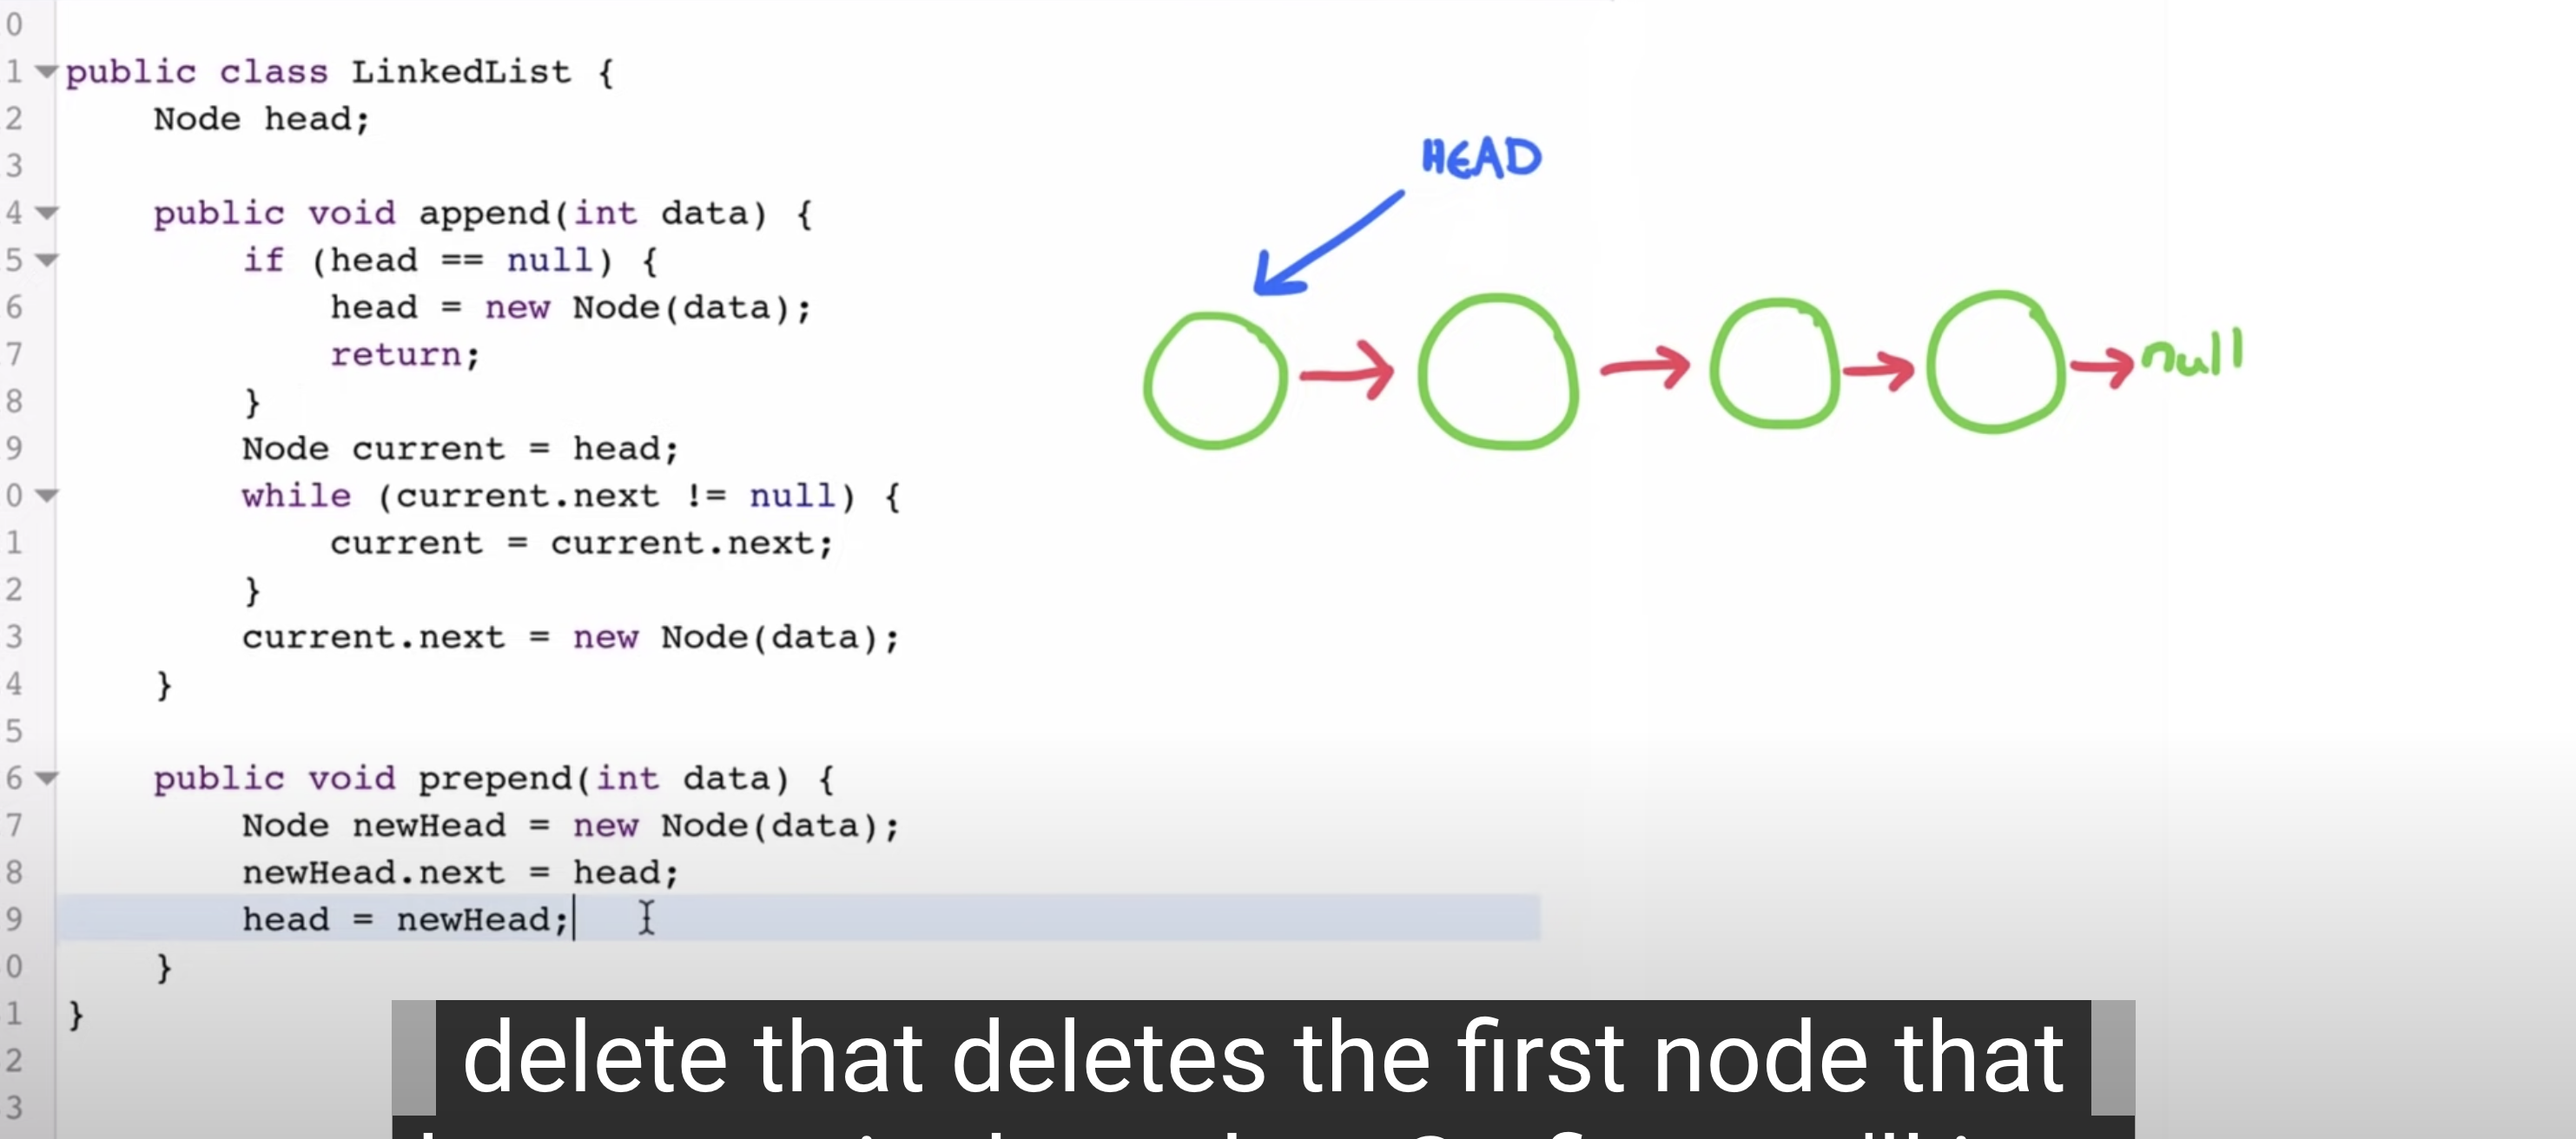 0
1 public class LinkedList {
2 Node head;
3
4 public void append(int data) {
5 if (head == null) {
6 head = new Node(data);
7 return;
8 }
9 Node current = head;
0 while (current.next != null) {
1 current = current.next;
2 }
3 current.next = new Node(data);
4 }
5
6 public void prepend(int data) {
7 Node newHead = new Node(data);
8 newHead.next = head;
9 head = newHead;
0 }
1 }
2
3
HEAD
null
delete that deletes the first node that